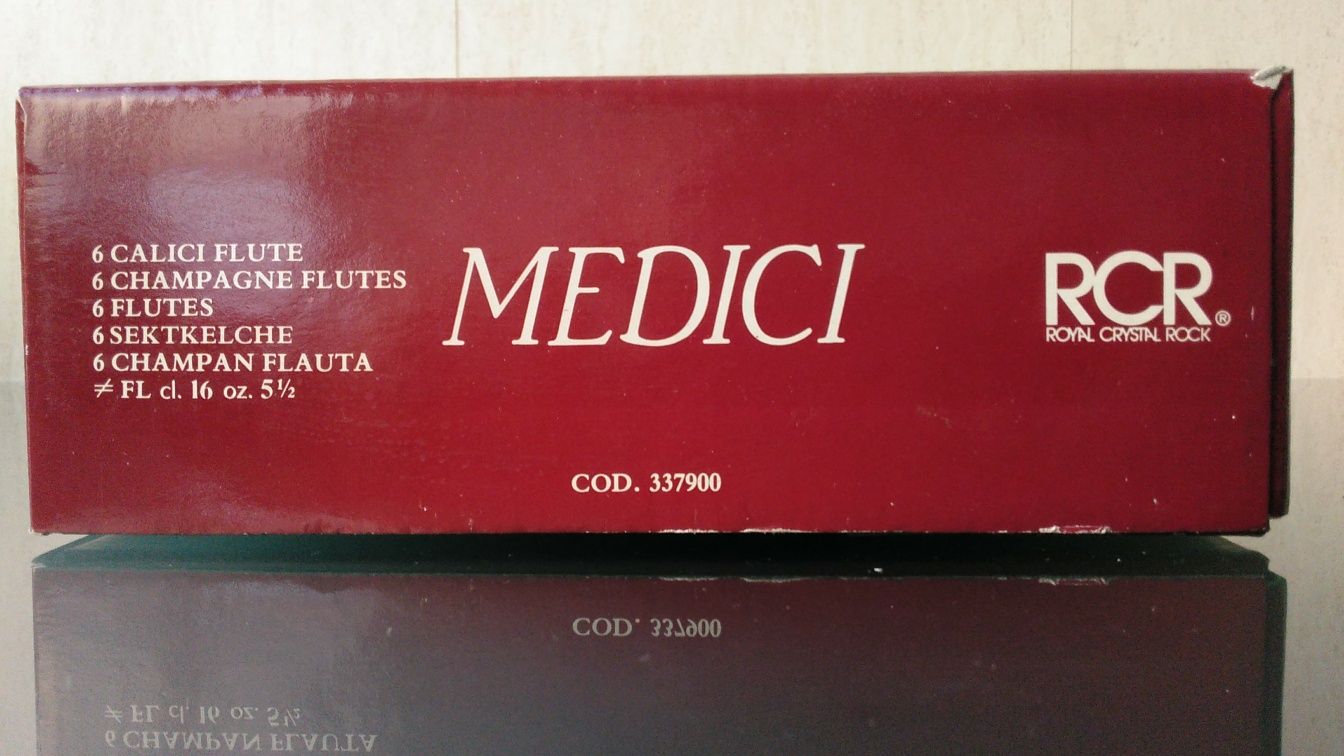 6 CALICI FLUTE
6 CHAMPAGNE FLUTES
6 FLUTES
6 SEKTKELCHE
6 CHAMPAN FLAUTA
≠ FL cl. 16 oz. 5½
MEDICI
RCR®
ROYAL CRYSTAL ROCK
COD. 337900